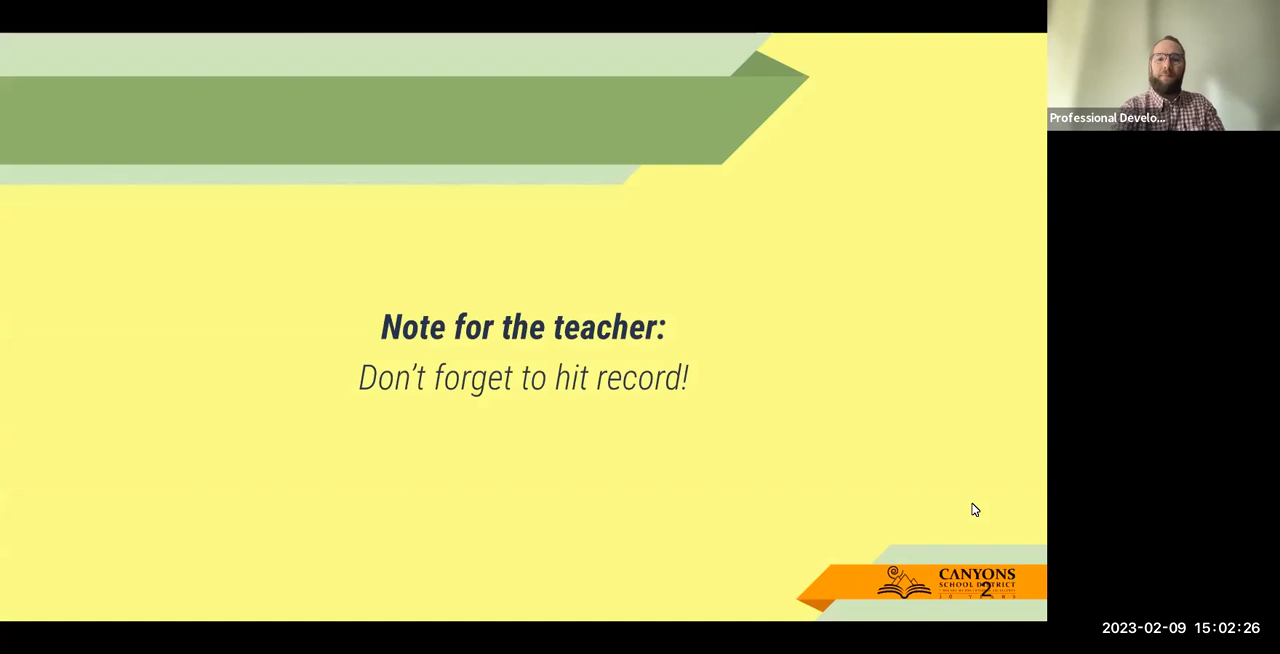 Professional Develo...
Note for the teacher:
Don't forget to hit record!
CANYONS
SCHOOL DISTRICT
2
2023-02-09 15:02:26